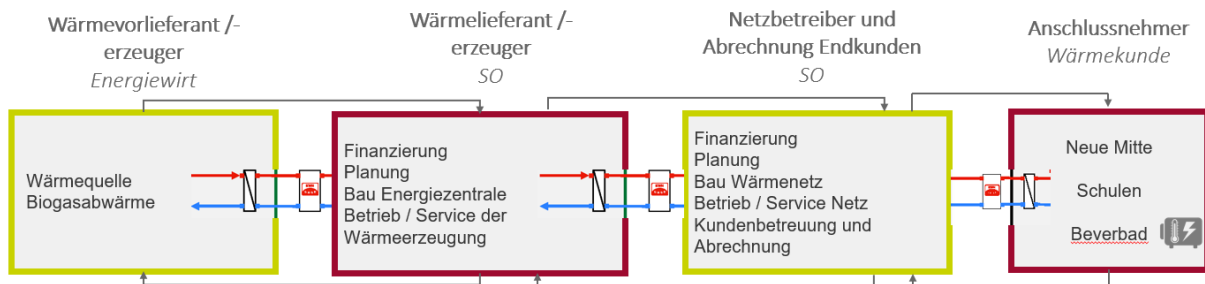 Wärmevorlieferant /-
erzeuger
Energiewirt
Wärmelieferant /-
erzeuger
SO
Netzbetreiber und
Abrechnung Endkunden
SO
Anschlussnehmer
Wärmekunde
Wärmequelle
Biogasabwärme
Finanzierung
Planung
Bau Energiezentrale
Betrieb / Service der
Wärmeerzeugung
Finanzierung
Planung
Bau Wärmenetz
Betrieb / Service Netz
Kundenbetreuung und
Abrechnung
Neue Mitte
Schulen
Beverbad